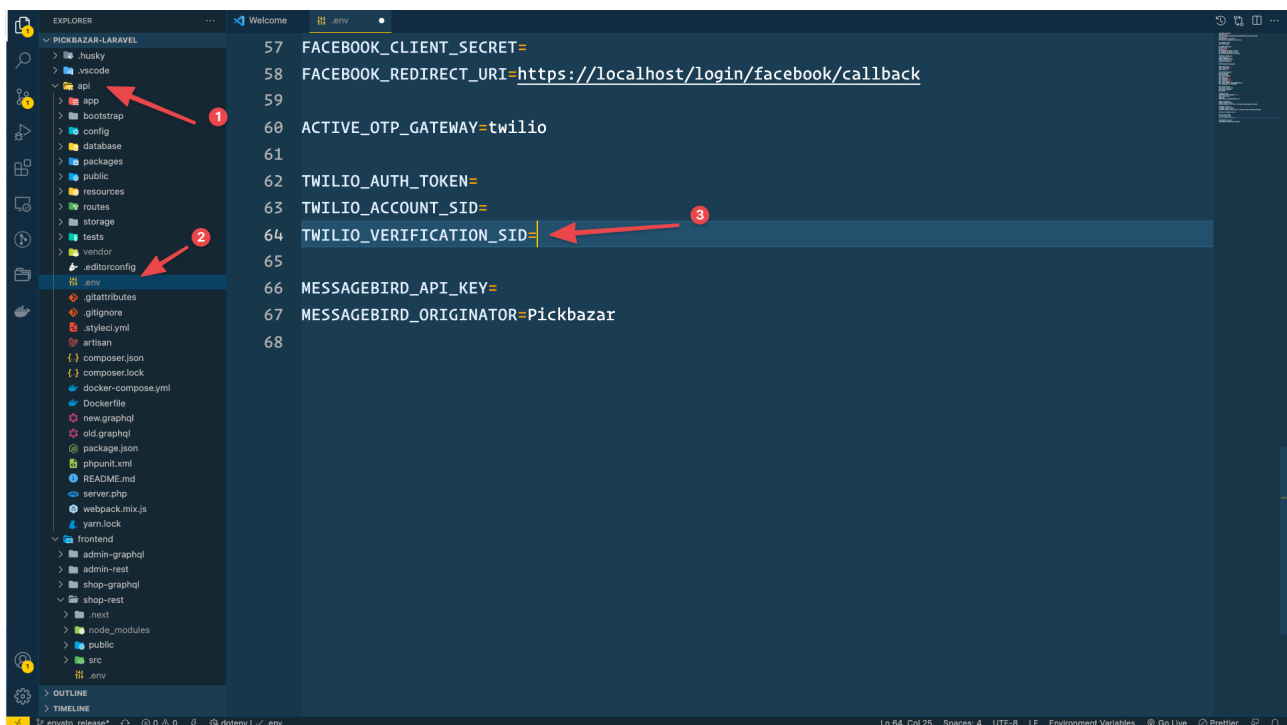 EXPLORER
Welcome
.env
PICKBAZAR-LARAVEL
.husky
.vscode
api
app
bootstrap
config
database
packages
public
resources
routes
storage
tests
vendor
.editorconfig
.env
.gitattributes
.gitignore
.styleci.yml
artisan
composer.json
composer.lock
docker-compose.yml
Dockerfile
new.graphql
old.graphql
package.json
phpunit.xml
README.md
server.php
webpack.mix.js
yarn.lock
frontend
admin-graphql
admin-rest
shop-graphql
shop-rest
.next
node_modules
public
src
.env
OUTLINE
TIMELINE
1
2
3
57 FACEBOOK_CLIENT_SECRET=
58 FACEBOOK_REDIRECT_URI=https://localhost/login/facebook/callback
59
60 ACTIVE_OTP_GATEWAY=twilio
61
62 TWILIO_AUTH_TOKEN=
63 TWILIO_ACCOUNT_SID=
64 TWILIO_VERIFICATION_SID=
65
66 MESSAGEBIRD_API_KEY=
67 MESSAGEBIRD_ORIGINATOR=Pickbazar
68
envato_release* 0 0 dotenv | .env Ln 64, Col 25 Spaces: 4 UTF-8 LF Environment Variables Go Live Prettier